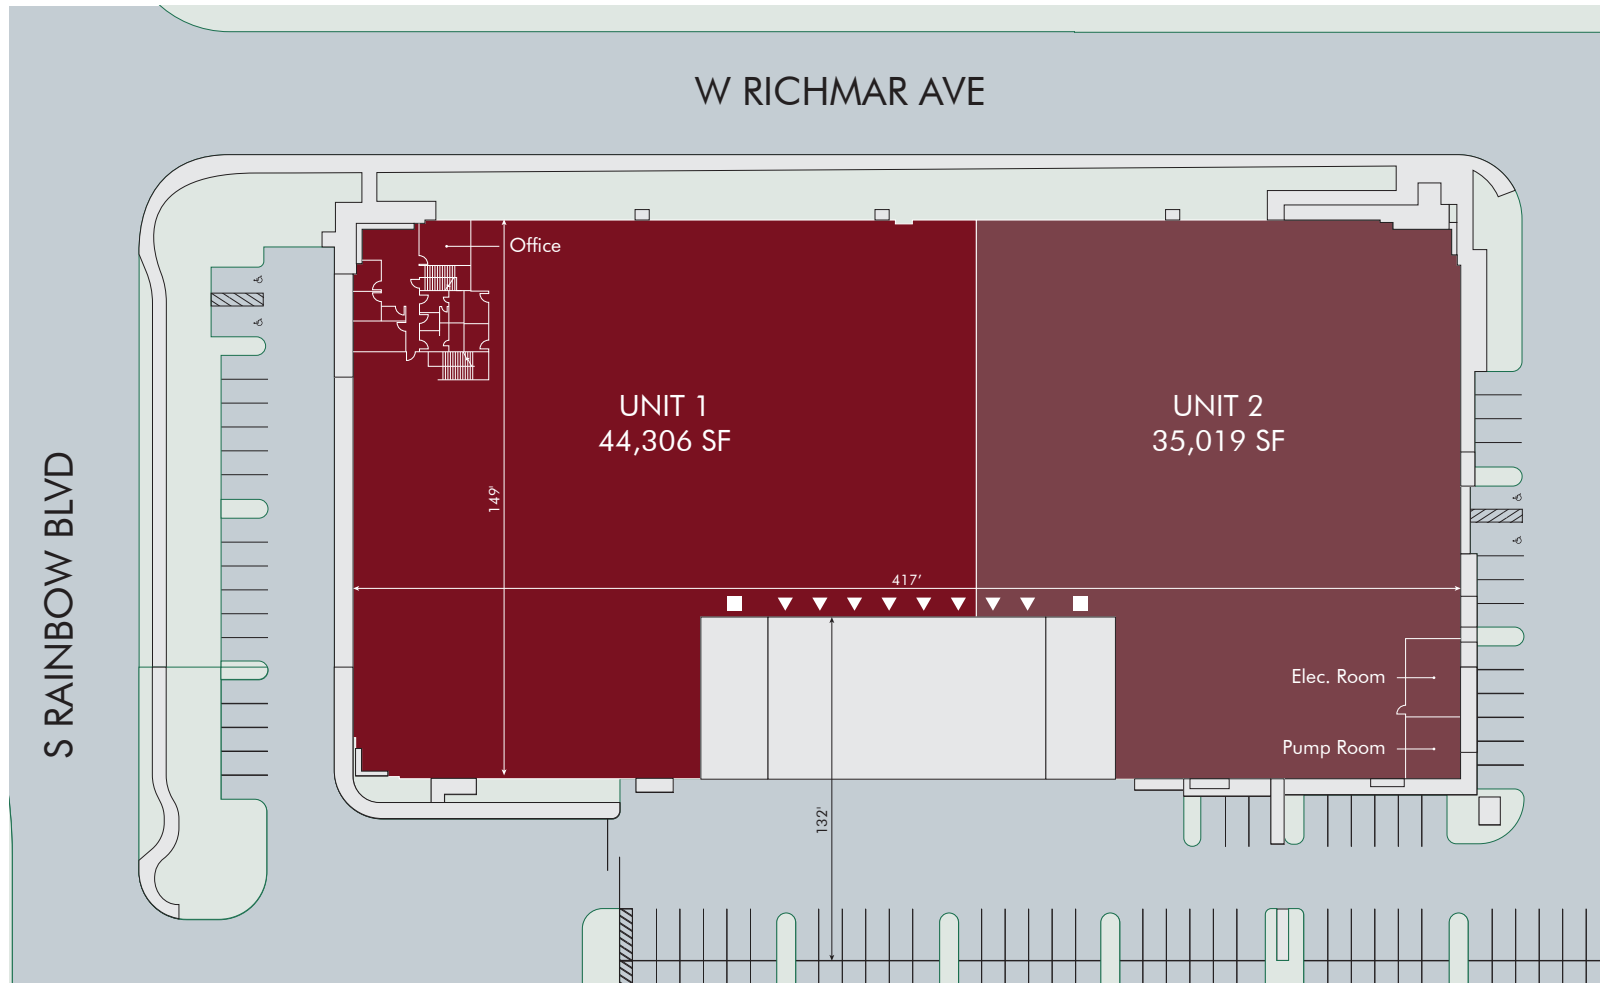 W RICHMAR AVE
Office
UNIT 1
44,306 SF
UNIT 2
35,019 SF
S RAINBOW BLVD
149'
417’
Elec. Room
Pump Room
132'